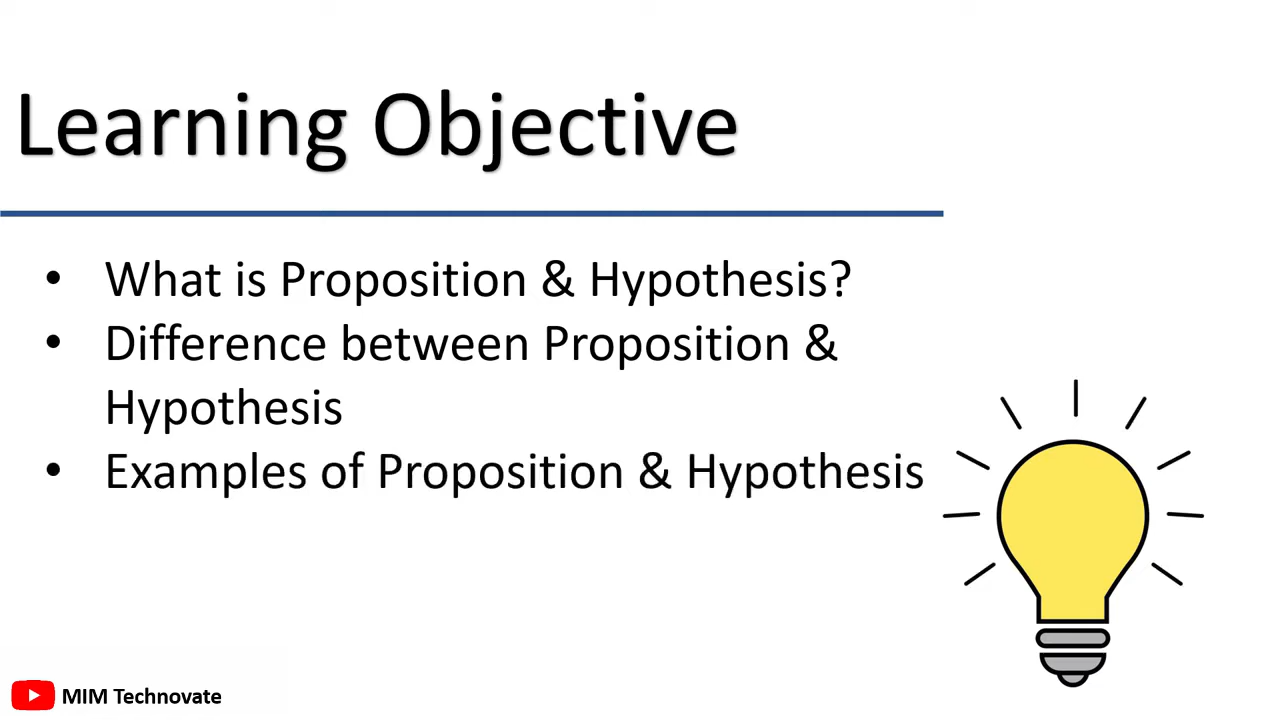 Learning Objective
• What is Proposition & Hypothesis?
• Difference between Proposition &
Hypothesis
• Examples of Proposition & Hypothesis
MIM Technovate